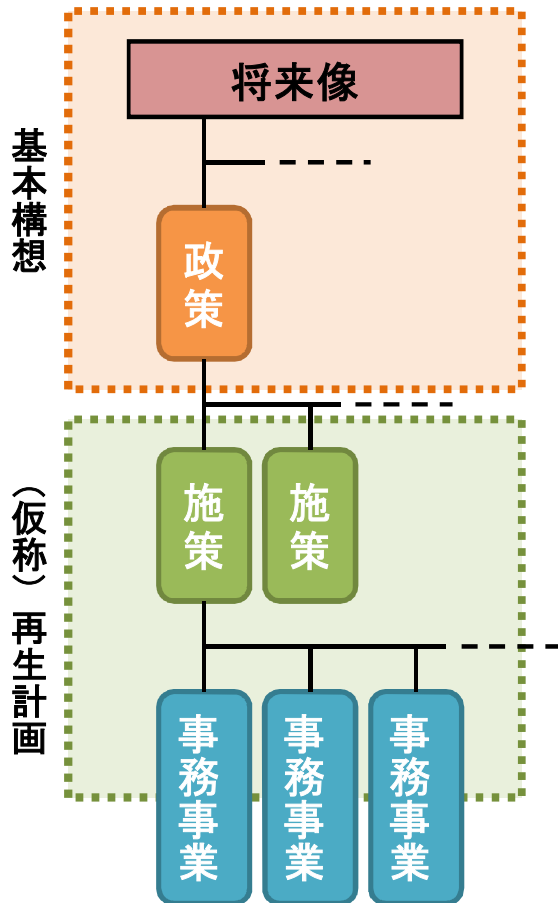 将来像
基本構想
政策
施策
施策
（仮称）再生計画
事務事業
事務事業
事務事業